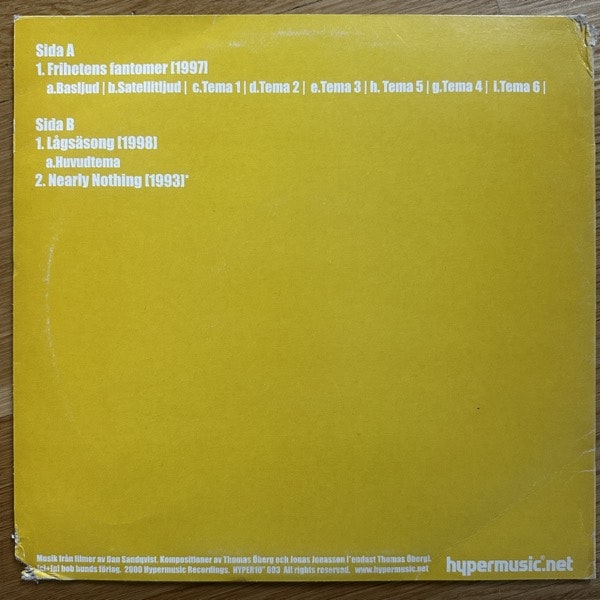 Sida A
1. Frihetens fantomer [1997]
a.Basljud | b.Satellitljud | c.Tema 1 | d.Tema 2 | e.Tema 3 | h. Tema 5 | g.Tema 4 | i.Tema 6 |
Sida B
1. Lågsäsong [1998]
a.Huvudtema
2. Nearly Nothing [1993]*
Musik från filmer av Dan Sandqvist. Kompositioner av Thomas Öberg och Jonas Jonasson [*endast Thomas Öberg].
[c]+[p] bob hunds förlag. 2000 Hypermusic Recordings. HYPER10" 003 All rights reserved. www.hypermusic.net
hypermusic.net